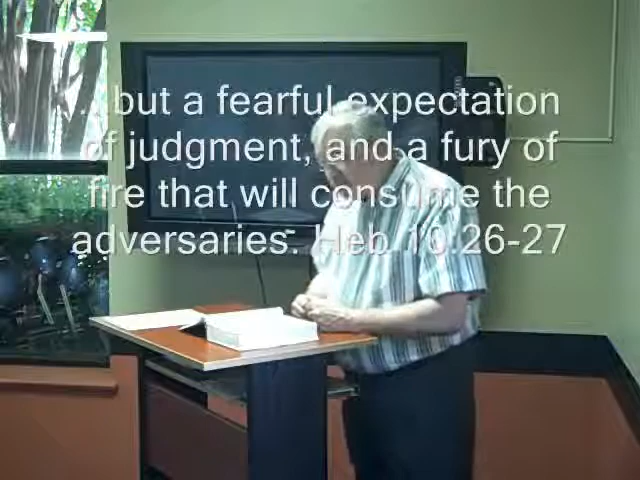 ... but a fearful expectation
of judgment, and a fury of
fire that will consume the
adversaries. Heb 10:26-27